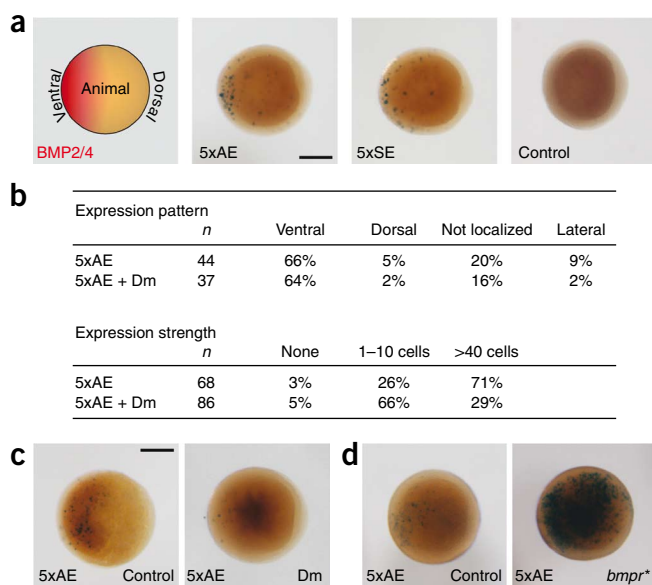 a
Ventral Animal Dorsal
BMP2/4 5xAE 5xSE Control
b
Expression pattern
n Ventral Dorsal Not localized Lateral
5xAE 44 66% 5% 20% 9%
5xAE + Dm 37 64% 2% 16% 2%
Expression strength
n None 1–10 cells >40 cells
5xAE 68 3% 26% 71%
5xAE + Dm 86 5% 66% 29%
c d
5xAE Control 5xAE Dm 5xAE Control 5xAE bmpr*